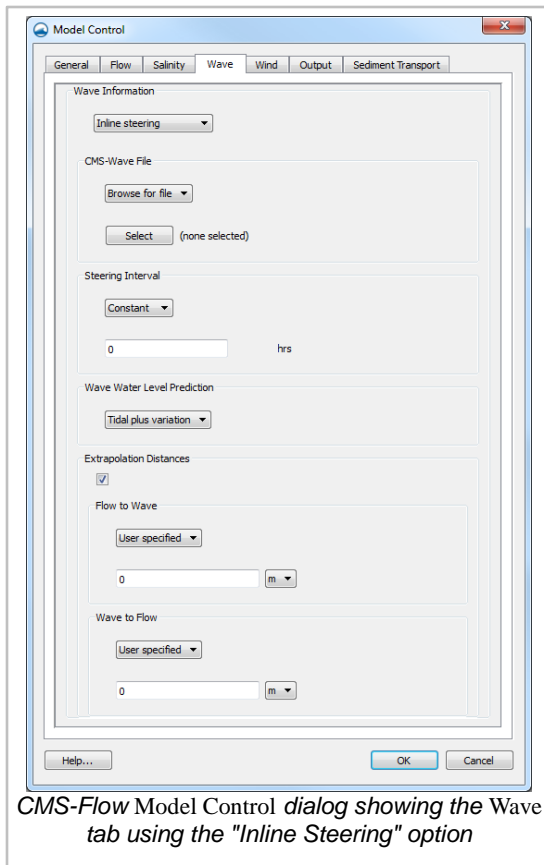 Model Control
General Flow Salinity Wave Wind Output Sediment Transport
Wave Information
Inline steering
CMS-Wave File
Browse for file
Select (none selected)
Steering Interval
Constant
0 hrs
Wave Water Level Prediction
Tidal plus variation
Extrapolation Distances
Flow to Wave
User specified
0 m
Wave to Flow
User specified
0 m
Help... OK Cancel
CMS-Flow Model Control dialog showing the Wave
tab using the "Inline Steering" option